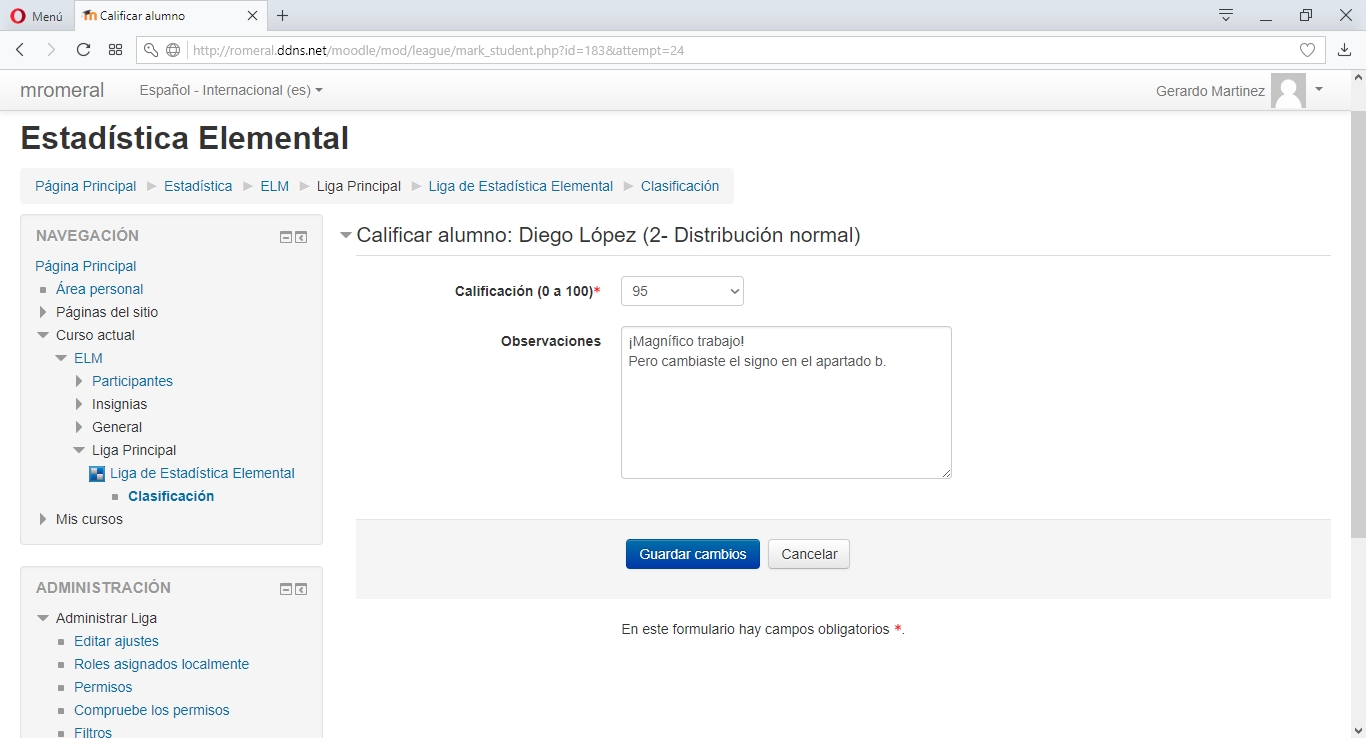 Menú
Calificar alumno
http://romeral.ddns.net/moodle/mod/league/mark_student.php?id=183&attempt=24
mromeral
Español - Internacional (es)
Gerardo Martinez
Estadística Elemental
Página Principal Estadística ELM Liga Principal Liga de Estadística Elemental Clasificación
NAVEGACIÓN
Página Principal
Área personal
Páginas del sitio
Curso actual
ELM
Participantes
Insignias
General
Liga Principal
Liga de Estadística Elemental
Clasificación
Mis cursos
ADMINISTRACIÓN
Administrar Liga
Editar ajustes
Roles asignados localmente
Permisos
Compruebe los permisos
Filtros
Calificar alumno: Diego López (2- Distribución normal)
Calificación (0 a 100)* 95
Observaciones
¡Magnífico trabajo!
Pero cambiaste el signo en el apartado b.
Guardar cambios Cancelar
En este formulario hay campos obligatorios *.